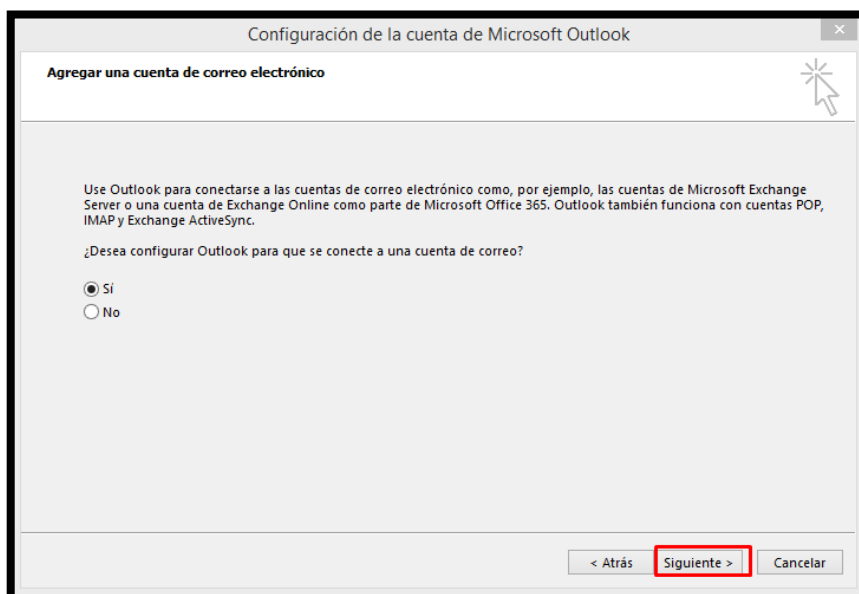 Configuración de la cuenta de Microsoft Outlook
Agregar una cuenta de correo electrónico
Use Outlook para conectarse a las cuentas de correo electrónico como, por ejemplo, las cuentas de Microsoft Exchange
Server o una cuenta de Exchange Online como parte de Microsoft Office 365. Outlook también funciona con cuentas POP,
IMAP y Exchange ActiveSync.
¿Desea configurar Outlook para que se conecte a una cuenta de correo?
Sí
No
< Atrás Siguiente > Cancelar